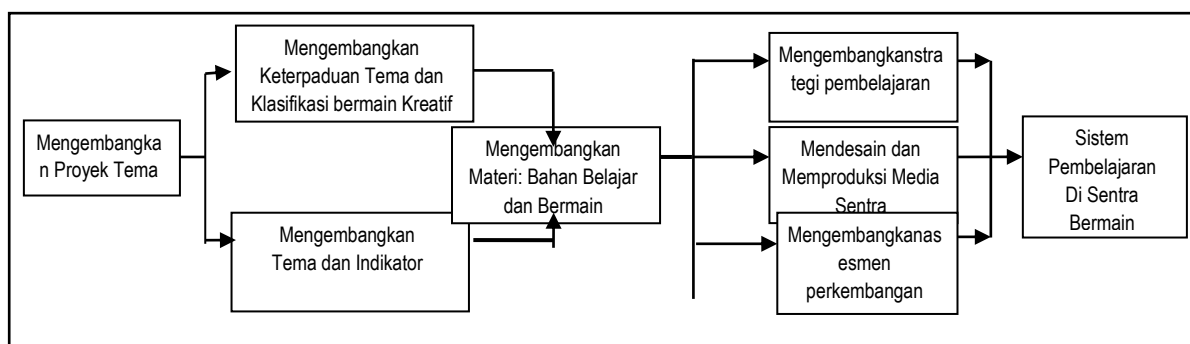 Mengembangka
n Proyek Tema
Mengembangkan
Keterpaduan Tema dan
Klasifikasi bermain Kreatif
Mengembangkan
Tema dan Indikator
Mengembangkan
Materi: Bahan Belajar
dan Bermain
Mengembangkanstra
tegi pembelajaran
Mendesain dan
Memproduksi Media
Sentra
Mengembangkanas
esmen
perkembangan
Sistem
Pembelajaran
Di Sentra
Bermain